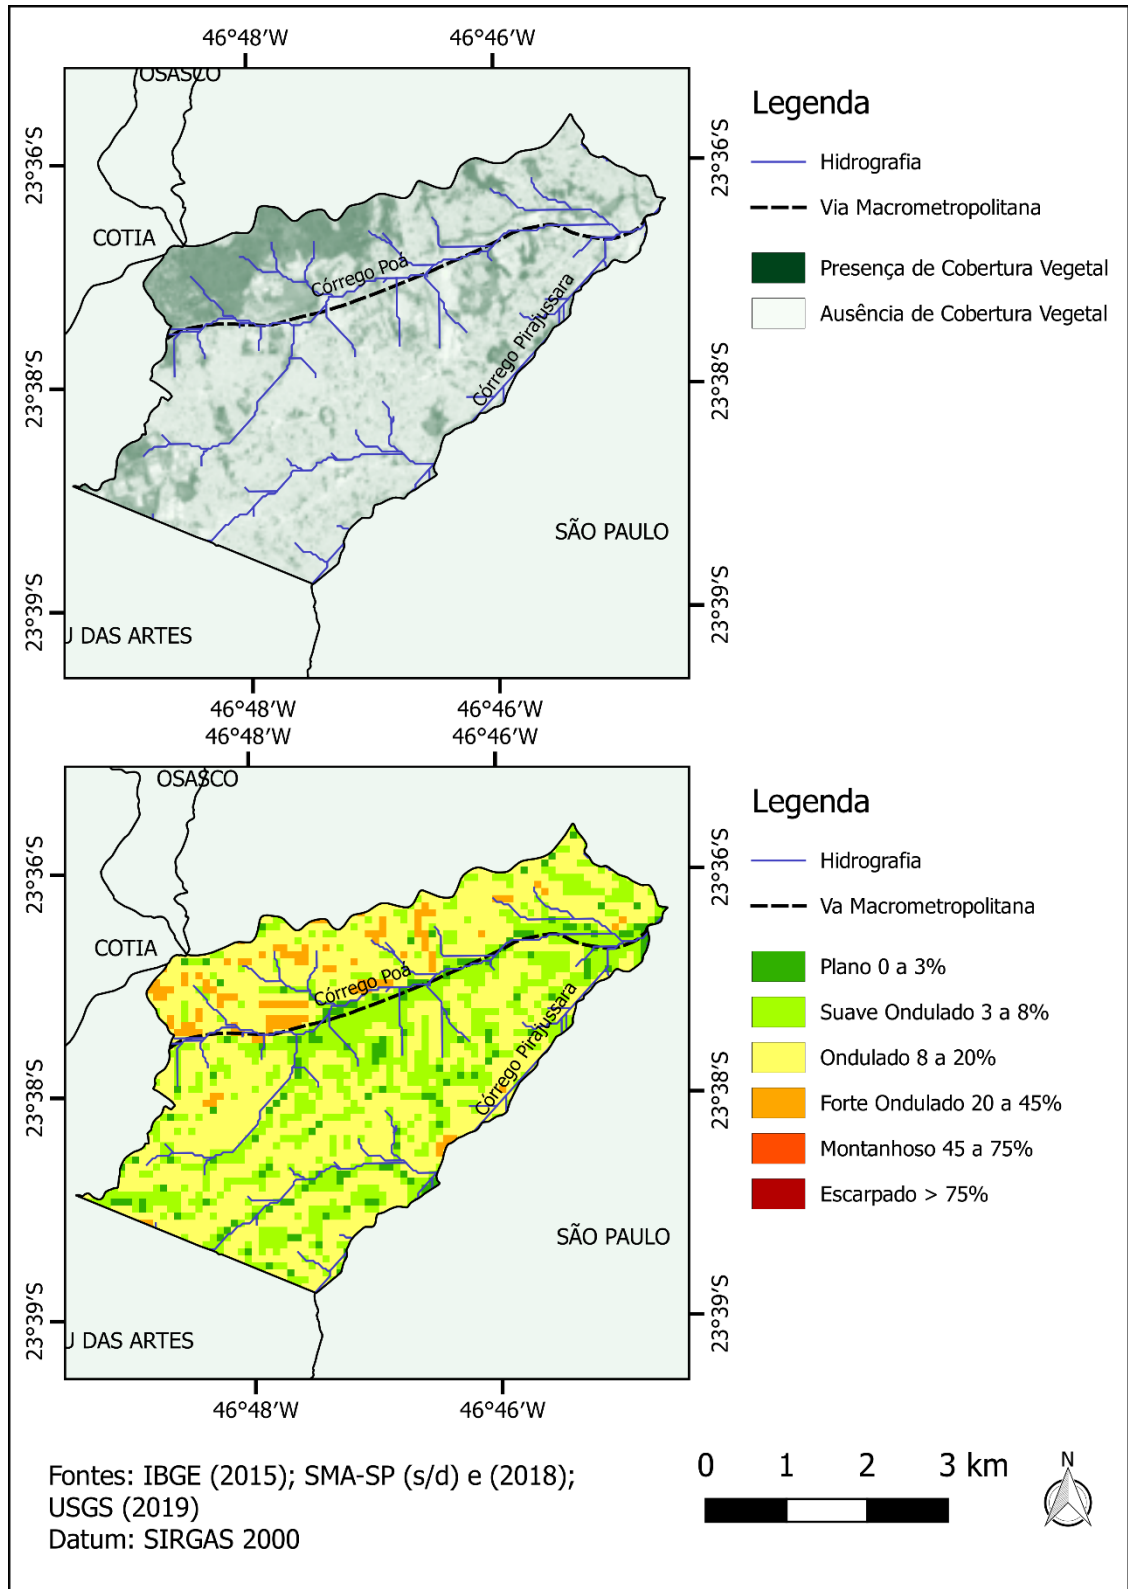 46°48'W 46°46'W
OSASCO
Legenda
23°36'S
23°36'S
Hidrografia
Via Macrometropolitana
COTIA
Presença de Cobertura Vegetal
Córrego Poá
Ausência de Cobertura Vegetal
Córrego Pirajussara
23°38'S
23°38'S
SÃO PAULO
23°39'S
23°39'S
U DAS ARTES
46°48'W 46°46'W
46°48'W 46°46'W
OSASCO
Legenda
23°36'S
23°36'S
Hidrografia
Va Macrometropolitana
COTIA
Plano 0 a 3%
Córrego Poá
Suave Ondulado 3 a 8%
Córrego Pirajussara
Ondulado 8 a 20%
23°38'S
23°38'S
Forte Ondulado 20 a 45%
Montanhoso 45 a 75%
Escarpado > 75%
SÃO PAULO
23°39'S
23°39'S
U DAS ARTES
46°48'W 46°46'W
Fontes: IBGE (2015); SMA-SP (s/d) e (2018);
USGS (2019)
Datum: SIRGAS 2000
0 1 2 3 km
N